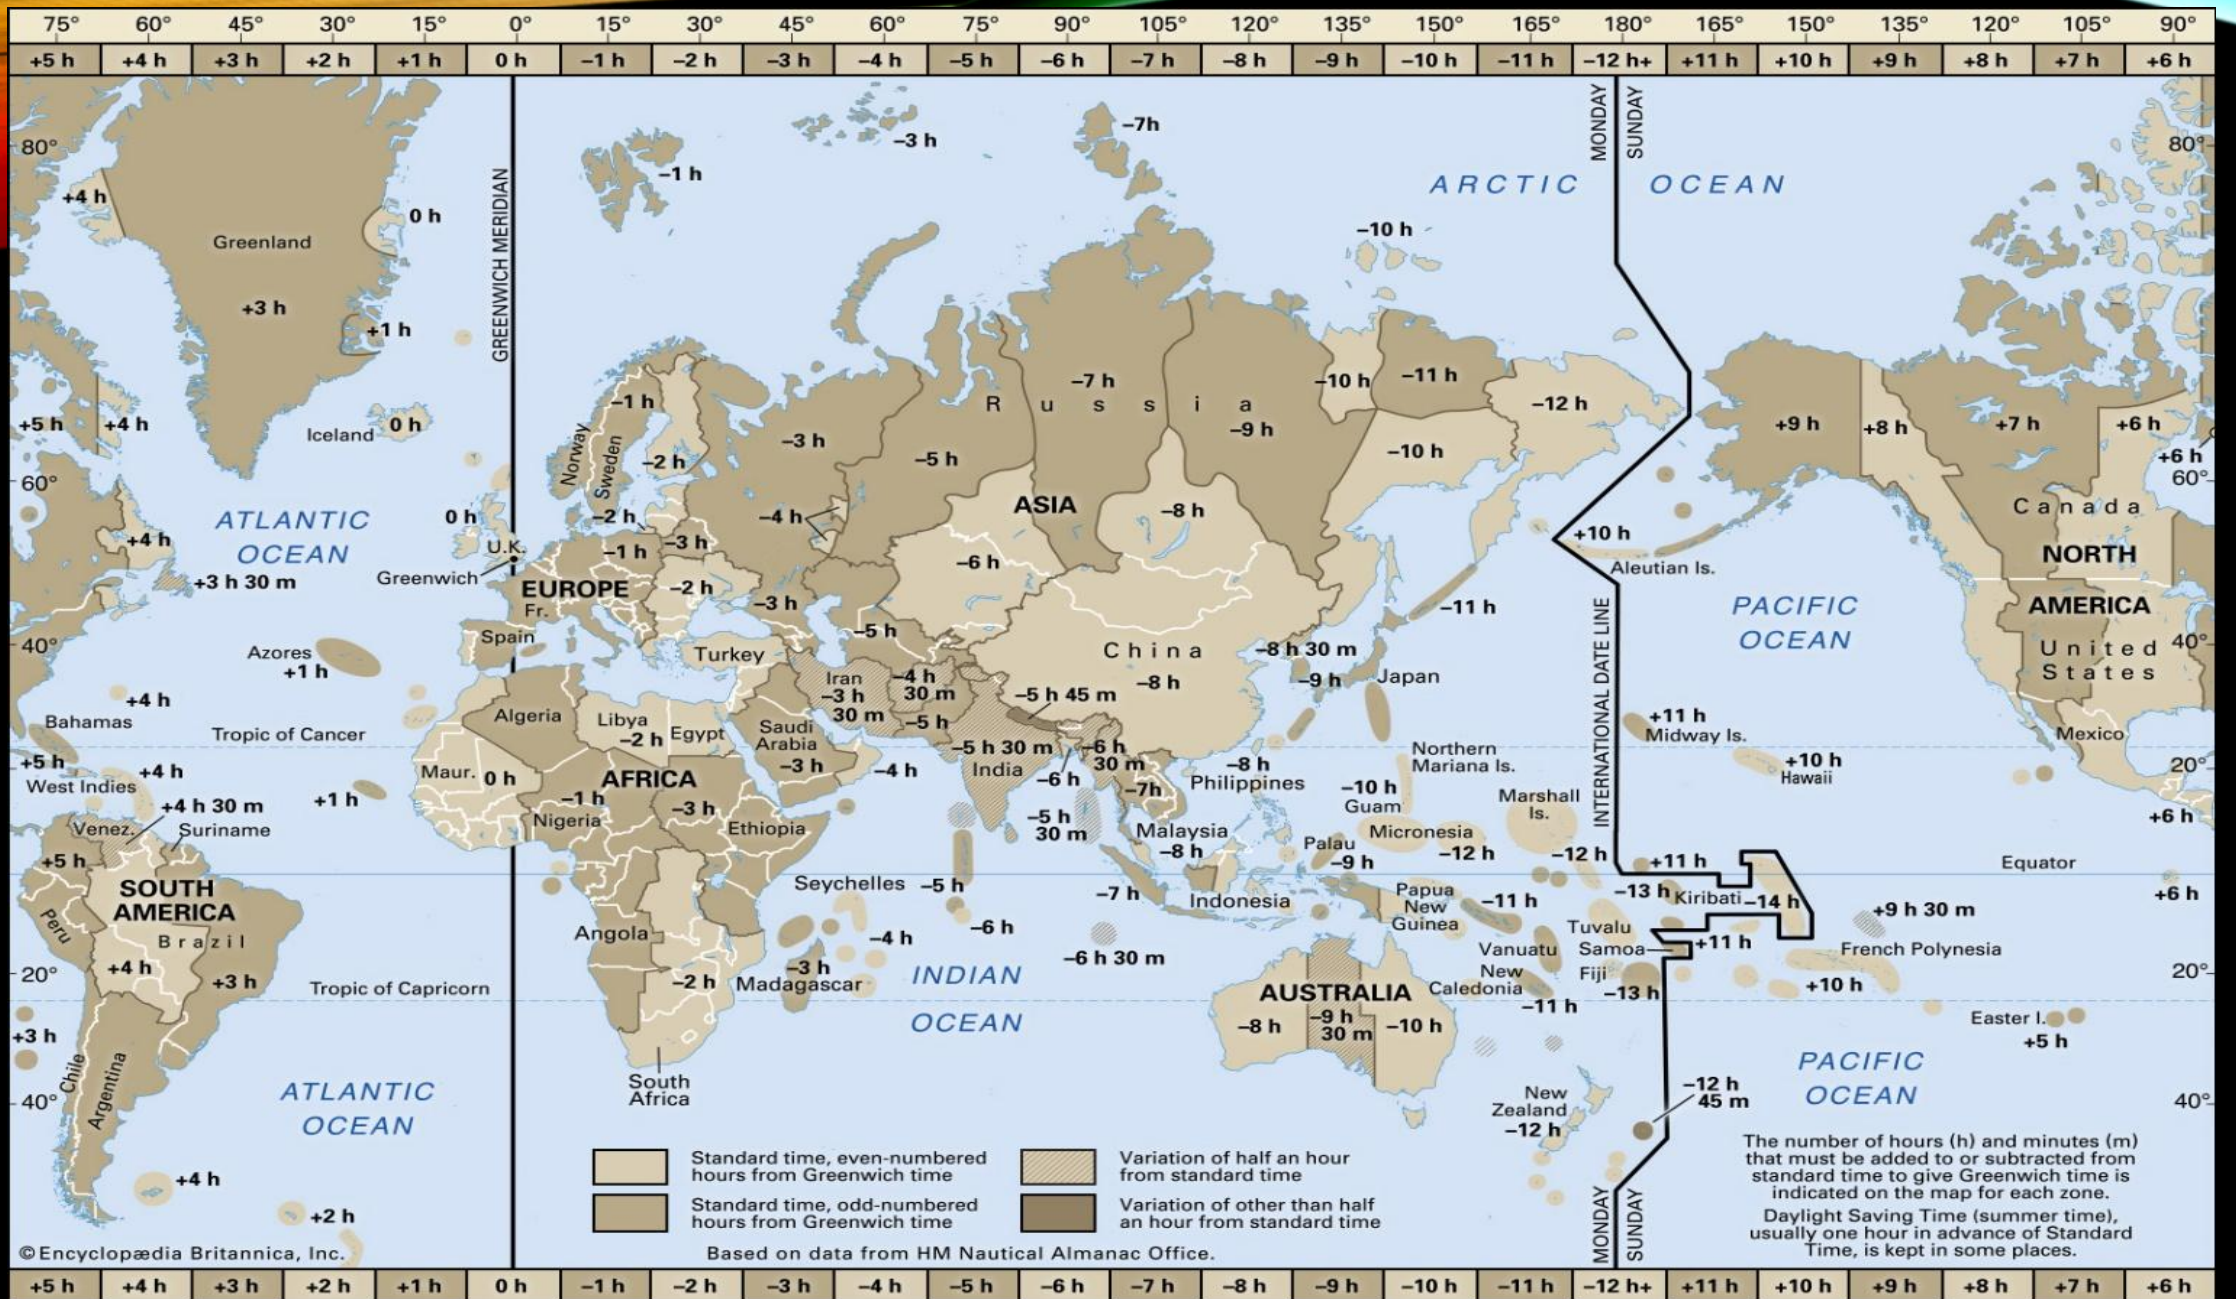 75° 60° 45° 30° 15° 0° 15° 30° 45° 60° 75° 90° 105° 120° 135° 150° 165° 180° 165° 150° 135° 120° 105° 90°
+5 h +4 h +3 h +2 h +1 h 0 h −1 h −2 h −3 h −4 h −5 h −6 h −7 h −8 h −9 h −10 h −11 h −12 h+ +11 h +10 h +9 h +8 h +7 h +6 h
MONDAY
SUNDAY
−7h
−3 h
80°
80°
−1 h
GREENWICH MERIDIAN
ARCTIC OCEAN
+4 h
0 h
−10 h
Greenland
+3 h
+1 h
−7 h
−10 h
−11 h
−1 h
Russia
−12 h
+5 h
+4 h
Iceland
0 h
−3 h
−9 h
+9 h
+8 h
+7 h
+6 h
Norway
Sweden
−2 h
−5 h
−10 h
+6 h
60°
60°
ASIA
ATLANTIC
OCEAN
0 h
−2 h
−4 h
−8 h
Canada
+4 h
U.K.
−1 h
−3 h
+10 h
NORTH
AMERICA
+3 h 30 m
Greenwich
EUROPE
−2 h
−6 h
Aleutian Is.
Fr.
−3 h
−11 h
INTERNATIONAL DATE LINE
PACIFIC
OCEAN
40°
Azores
+1 h
Spain
−5 h
Turkey
China
−8 h
−8 h 30 m
−9 h
Japan
40°
United
States
Iran
−3 h
30 m
−4 h
30 m
−5 h 45 m
+4 h
Bahamas
Tropic of Cancer
Algeria
Libya
−2 h
Egypt
Saudi
Arabia
−3 h
−5 h
−5 h 30 m
India
−6 h
30 m
+11 h
Midway Is.
Mexico
+5 h
West Indies
+4 h
+1 h
Maur.
0 h
AFRICA
−4 h
−6 h
−7h
−8 h
Philippines
Northern
Mariana Is.
+10 h
Hawaii
20°
−10 h
Guam
Marshall
Is.
+4 h 30 m
Venez.
Suriname
−1 h
Nigeria
−3 h
Ethiopia
−5 h
30 m
Malaysia
−8 h
Micronesia
−12 h
+6 h
+5 h
Palau
−9 h
−12 h
+11 h
Equator
SOUTH
AMERICA
Seychelles
−5 h
−7 h
Indonesia
Papua
New
Guinea
−11 h
−13 h
Kiribati
−14 h
+6 h
Peru
Brazil
Angola
−4 h
−6 h
Tuvalu
+9 h 30 m
Vanuatu
Samoa
+11 h
French Polynesia
+4 h
20°
+3 h
Tropic of Capricorn
−2 h
−3 h
Madagascar
INDIAN
OCEAN
−6 h 30 m
AUSTRALIA
New
Caledonia
−11 h
Fiji
−13 h
+10 h
20°
+3 h
−8 h
−9 h
30 m
−10 h
Easter I.
+5 h
Chile
Argentina
ATLANTIC
OCEAN
South
Africa
New
Zealand
−12 h
−12 h
45 m
PACIFIC
OCEAN
40°
40°
+4 h
+2 h
Standard time, even-numbered
hours from Greenwich time
Standard time, odd-numbered
hours from Greenwich time
Variation of half an hour
from standard time
Variation of other than half
an hour from standard time
The number of hours (h) and minutes (m)
that must be added to or subtracted from
standard time to give Greenwich time is
indicated on the map for each zone.
Daylight Saving Time (summer time),
usually one hour in advance of Standard
Time, is kept in some places.
MONDAY
SUNDAY
©Encyclopædia Britannica, Inc.
Based on data from HM Nautical Almanac Office.
+5 h +4 h +3 h +2 h +1 h 0 h −1 h −2 h −3 h −4 h −5 h −6 h −7 h −8 h −9 h −10 h −11 h −12 h+ +11 h +10 h +9 h +8 h +7 h +6 h